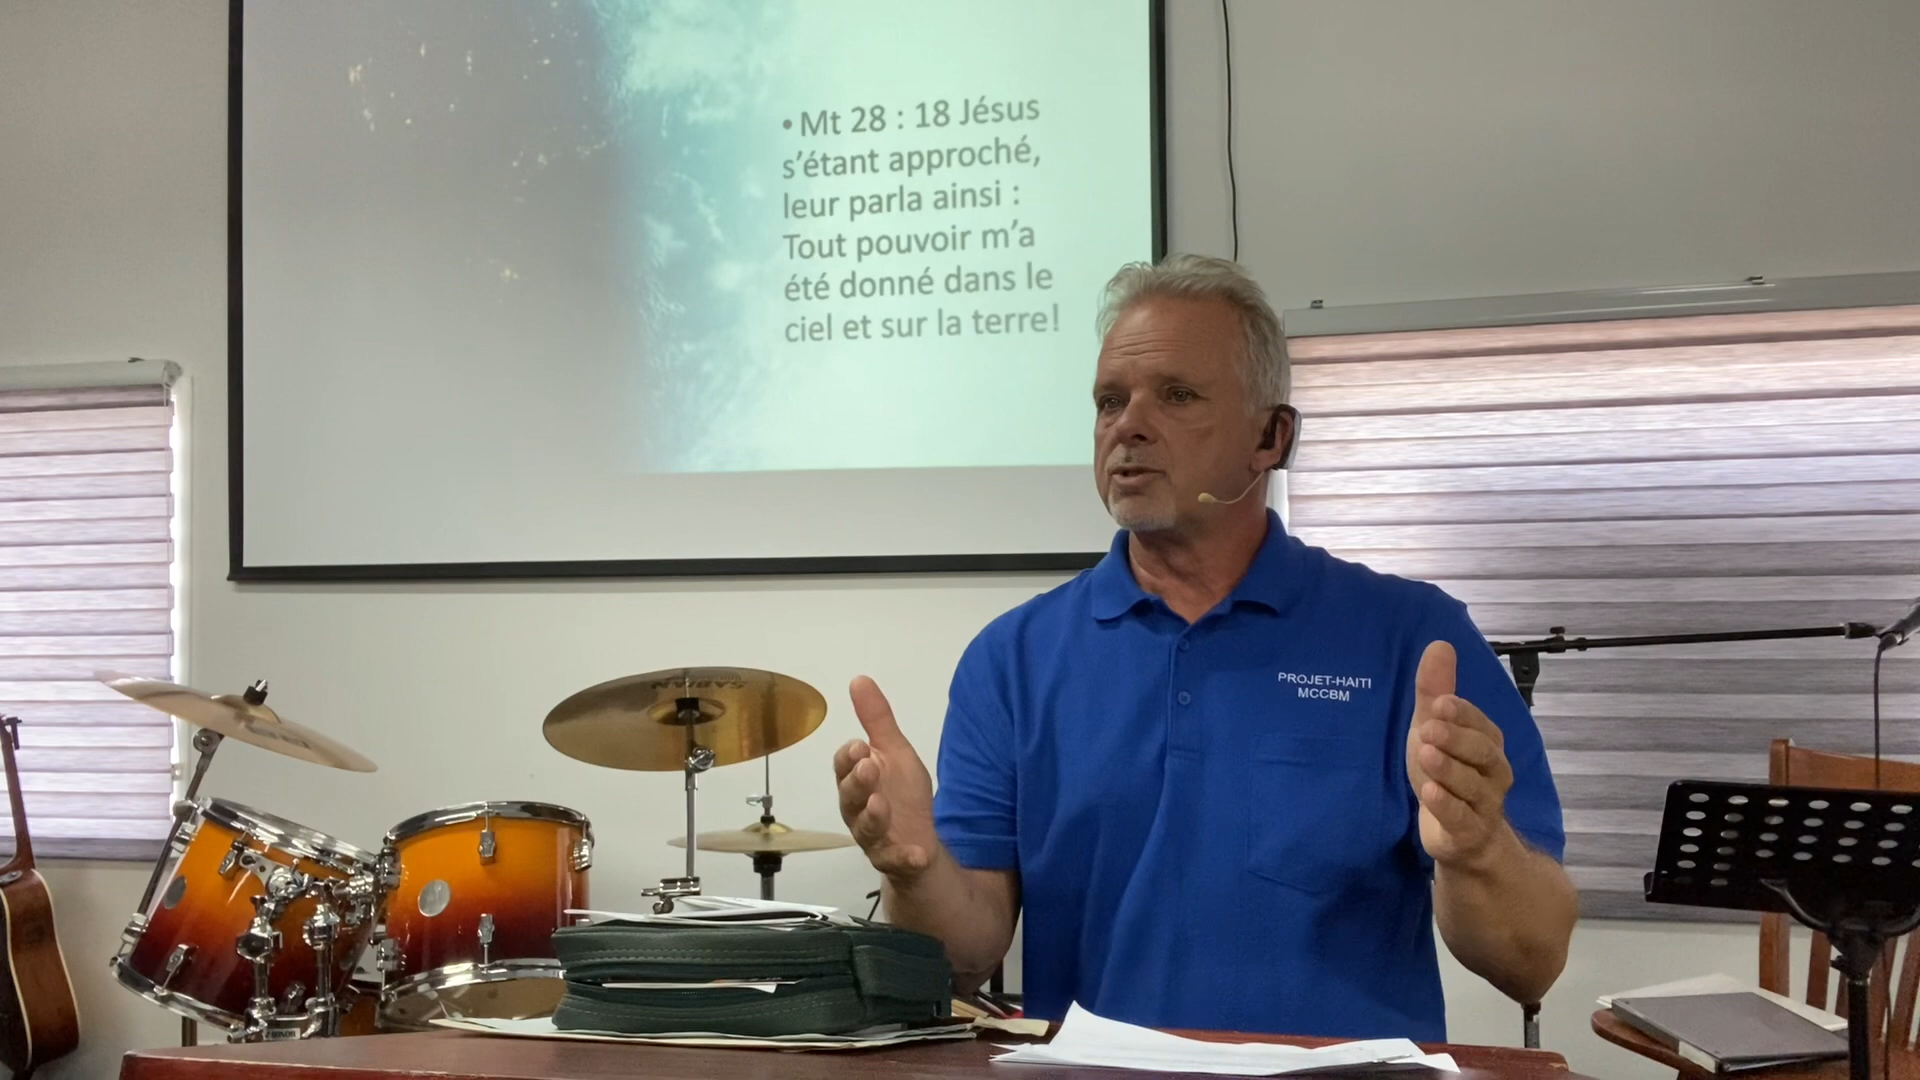 • Mt 28 : 18 Jésus
s’étant approché,
leur parla ainsi :
Tout pouvoir m’a
été donné dans le
ciel et sur la terre!
PROJET-HAITI
MCCBM
SABIAN